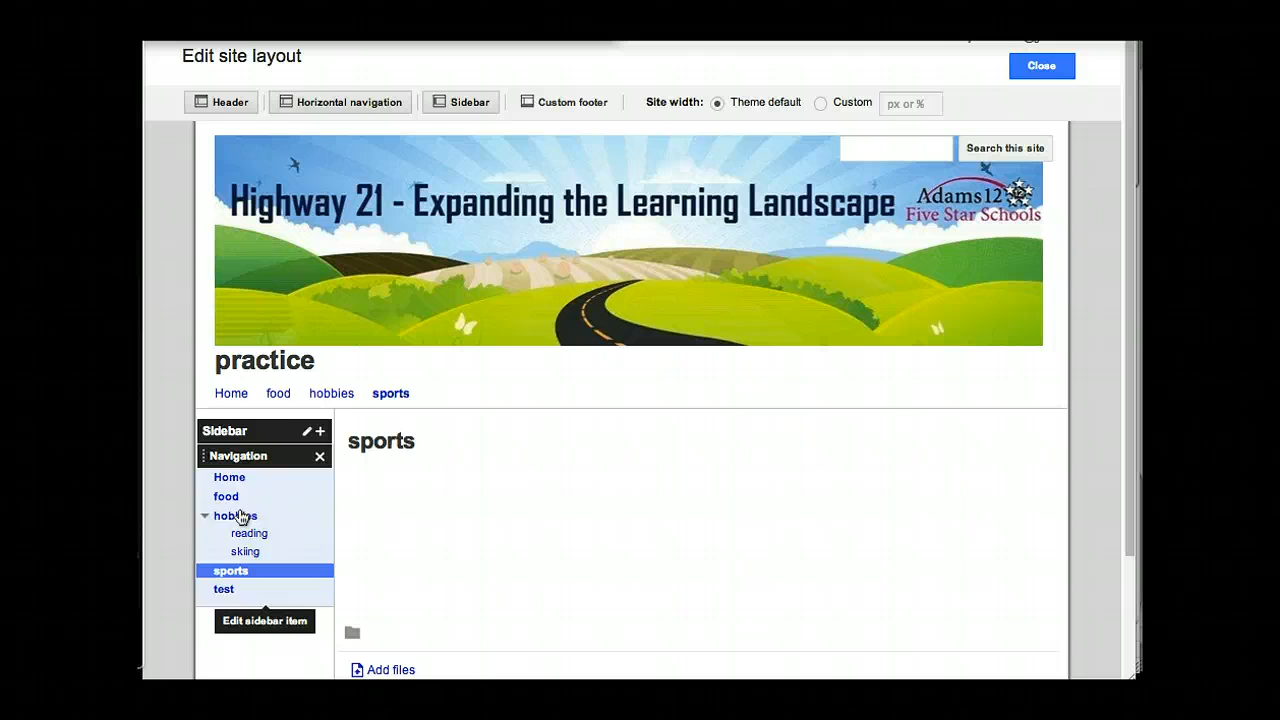 Edit site layout
Close
Header
Horizontal navigation
Sidebar
Custom footer
Site width:
Theme default
Custom
px or %
Search this site
Highway 21 - Expanding the Learning Landscape
Adams12
Five Star Schools
practice
Home food hobbies sports
Sidebar
Navigation
sports
Home
food
hobbies
reading
skiing
sports
test
Edit sidebar item
Add files